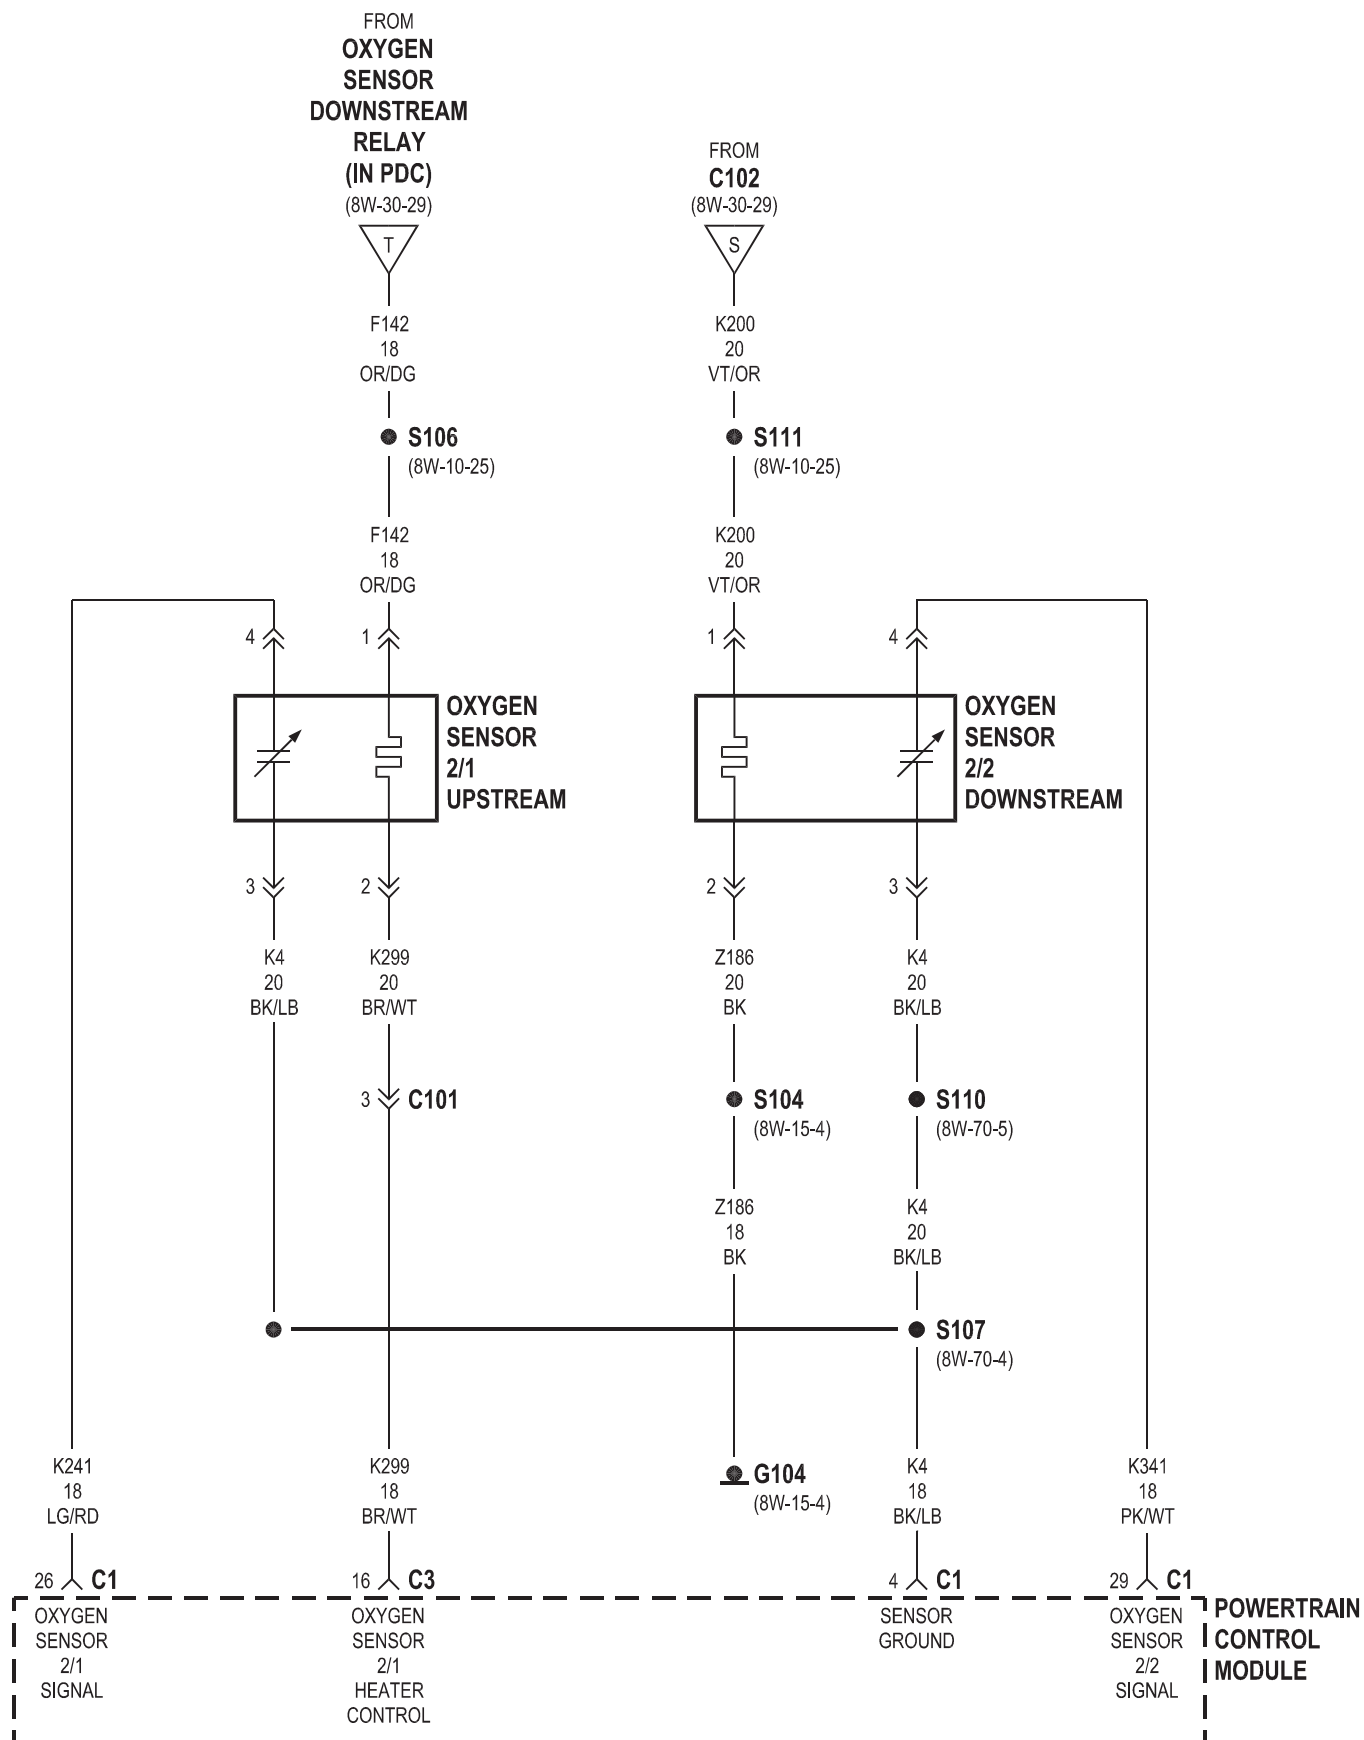 FROM
OXYGEN
SENSOR
DOWNSTREAM
RELAY
(IN PDC)
(8W-30-29)
T
FROM
C102
(8W-30-29)
S
F142
18
OR/DG
K200
20
VT/OR
S106
(8W-10-25)
S111
(8W-10-25)
F142
18
OR/DG
K200
20
VT/OR
4
1
1
4
OXYGEN
SENSOR
2/1
UPSTREAM
OXYGEN
SENSOR
2/2
DOWNSTREAM
3
2
2
3
K4
20
BK/LB
K299
20
BR/WT
Z186
20
BK
K4
20
BK/LB
3
C101
S104
(8W-15-4)
S110
(8W-70-5)
Z186
18
BK
K4
20
BK/LB
S107
(8W-70-4)
K241
18
LG/RD
K299
18
BR/WT
G104
(8W-15-4)
K4
18
BK/LB
K341
18
PK/WT
26 C1
16 C3
4 C1
29 C1
OXYGEN
SENSOR
2/1
SIGNAL
OXYGEN
SENSOR
2/1
HEATER
CONTROL
SENSOR
GROUND
OXYGEN
SENSOR
2/2
SIGNAL
POWERTRAIN
CONTROL
MODULE